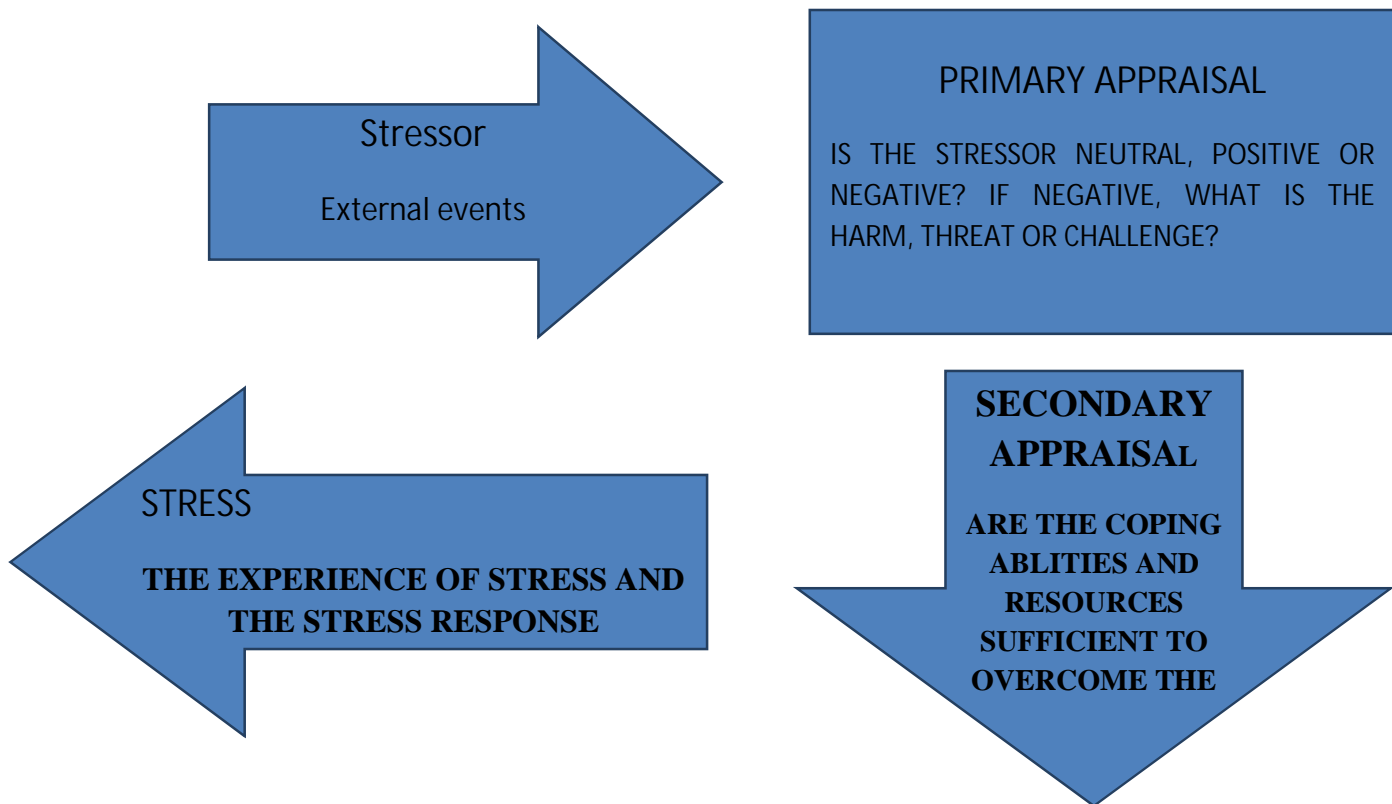 Stressor
External events
PRIMARY APPRAISAL
IS THE STRESSOR NEUTRAL, POSITIVE OR
NEGATIVE? IF NEGATIVE, WHAT IS THE
HARM, THREAT OR CHALLENGE?
SECONDARY
APPRAISAL
ARE THE COPING
ABLITIES AND
RESOURCES
SUFFICIENT TO
OVERCOME THE
STRESS
THE EXPERIENCE OF STRESS AND
THE STRESS RESPONSE